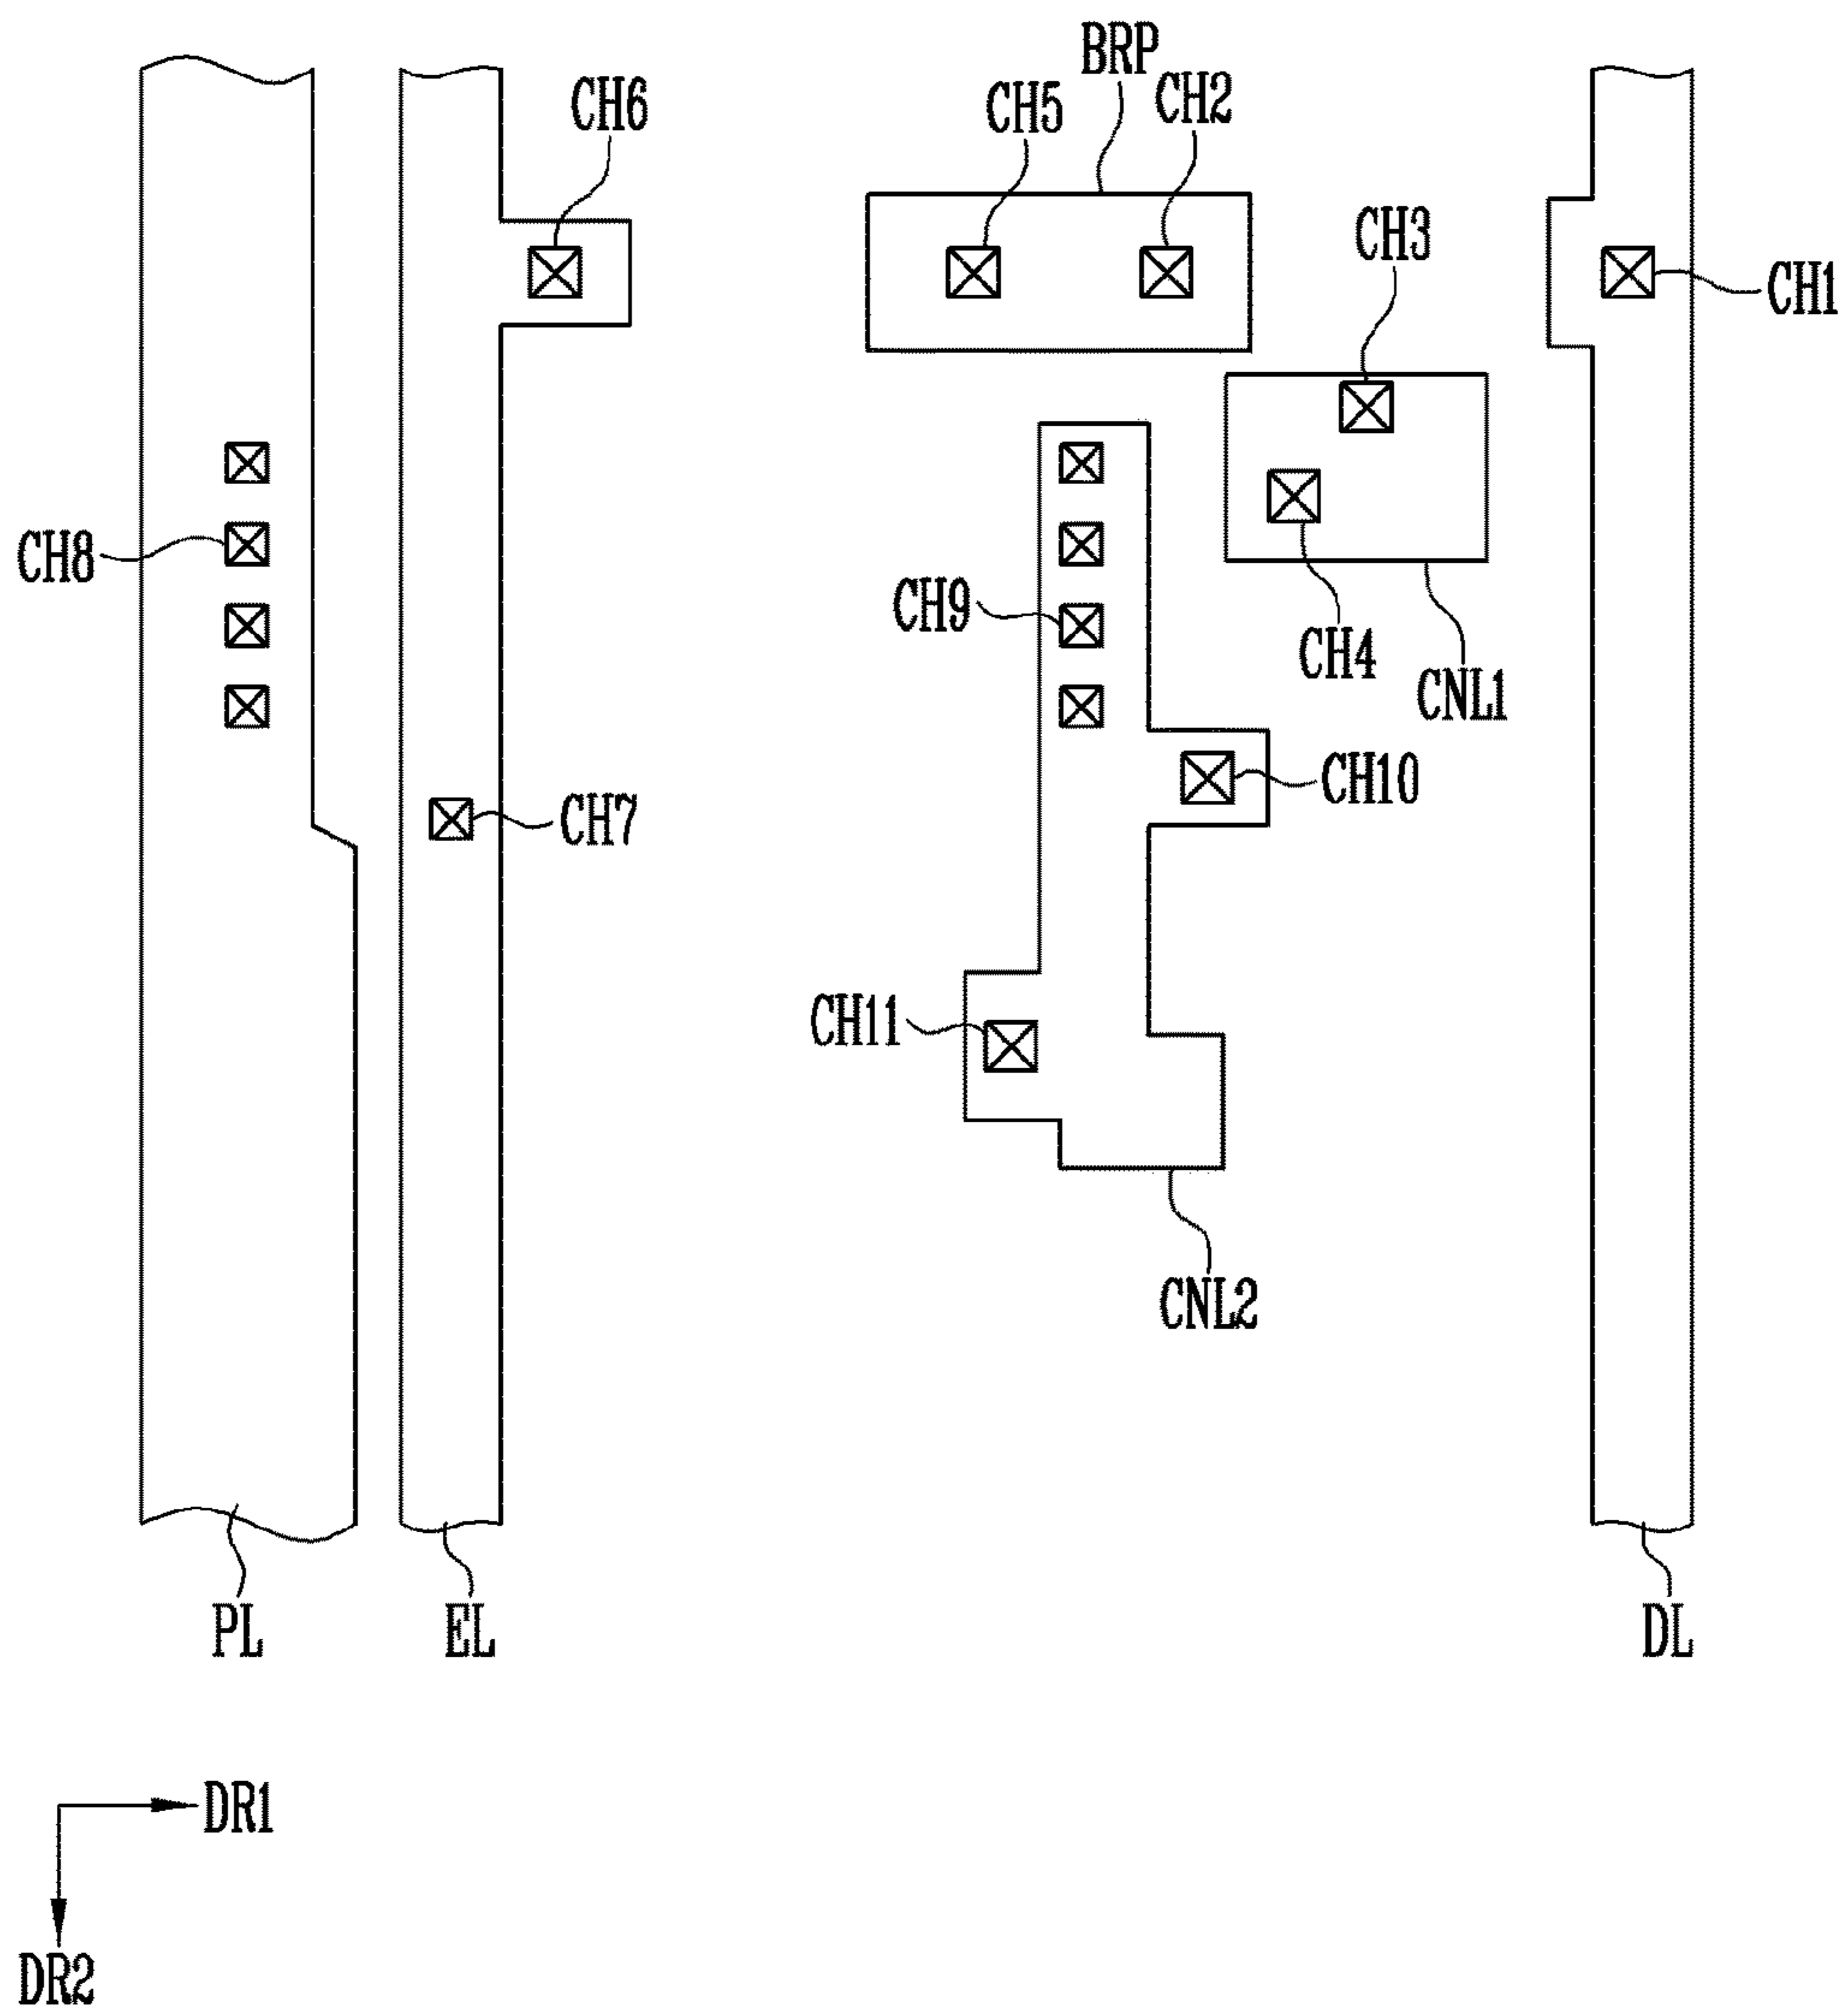 BRP
CH6
CH5
CH2
CH3
CH1
CH8
CH9
CH4
CNL1
CH10
CH7
CH11
CNL2
PL
EL
DL
DR1
DR2